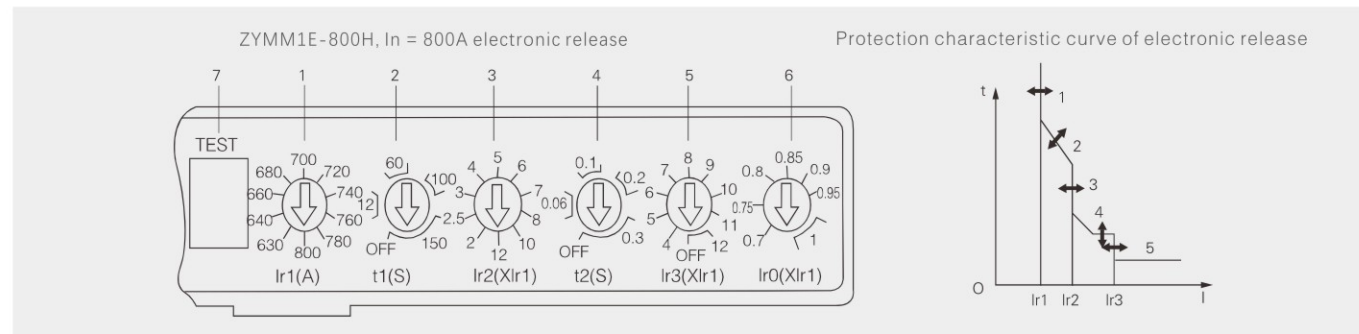 ZYMM1E-800H, In = 800A electronic release
Protection characteristic curve of electronic release
7 1 2 3 4 5 6
TEST
630 640 660 680 700 720 740 760 780 800
Ir1(A)
12 60 100 150 OFF
t1(S)
2 2.5 3 4 5 6 7 8 10 12
Ir2(XIr1)
0.06 0.1 0.2 0.3 OFF
t2(S)
4 5 6 7 8 9 10 11 12 OFF
Ir3(XIr1)
0.7 0.75 0.8 0.85 0.9 0.95 1
Ir0(XIr1)
t
1
2
3
4
5
O
Ir1 Ir2 Ir3 I